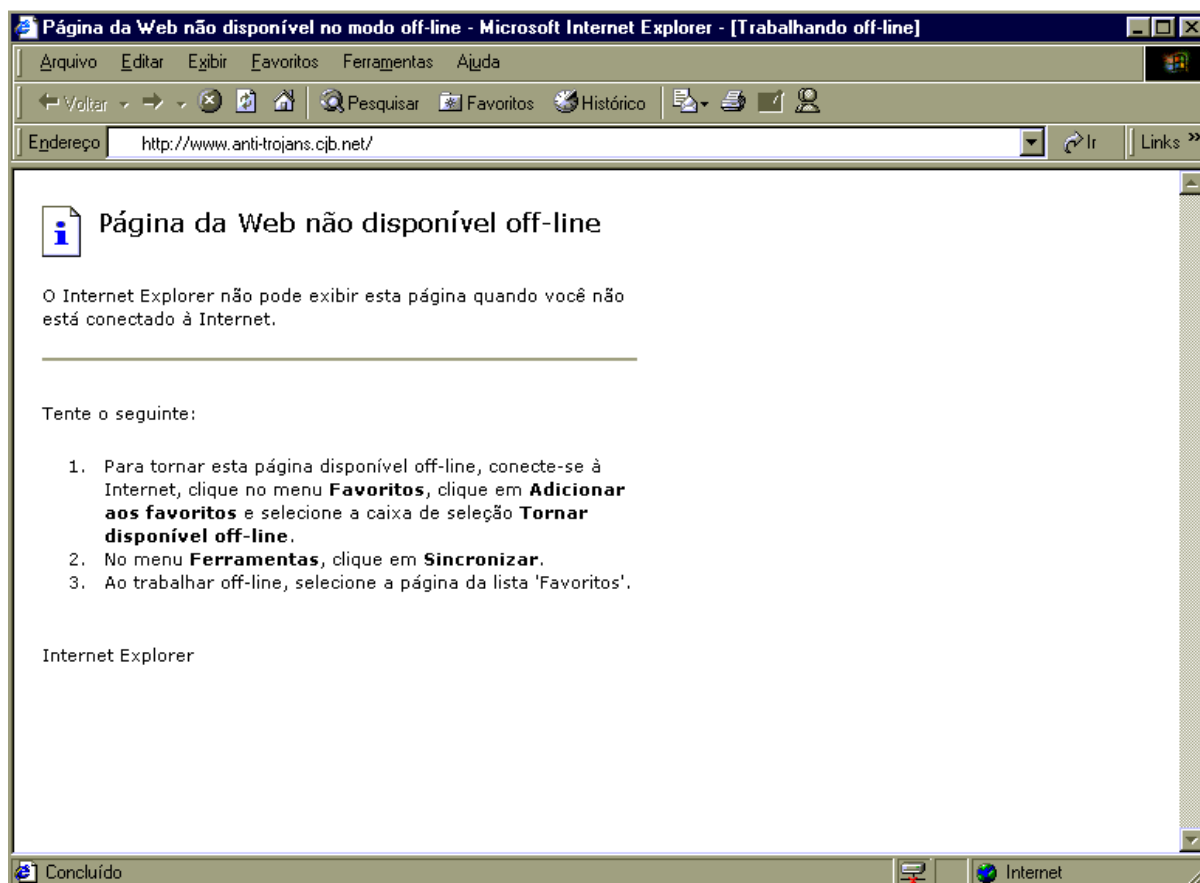 Página da Web não disponível no modo off-line - Microsoft Internet Explorer - [Trabalhando off-line]
Arquivo Editar Exibir Favoritos Ferramentas Ajuda
Voltar Pesquisar Favoritos Histórico
Endereço http://www.anti-trojans.cjb.net/ Ir Links »
Página da Web não disponível off-line
O Internet Explorer não pode exibir esta página quando você não
está conectado à Internet.
Tente o seguinte:
1. Para tornar esta página disponível off-line, conecte-se à
Internet, clique no menu Favoritos, clique em Adicionar
aos favoritos e selecione a caixa de seleção Tornar
disponível off-line.
2. No menu Ferramentas, clique em Sincronizar.
3. Ao trabalhar off-line, selecione a página da lista 'Favoritos'.
Internet Explorer
Concluído Internet